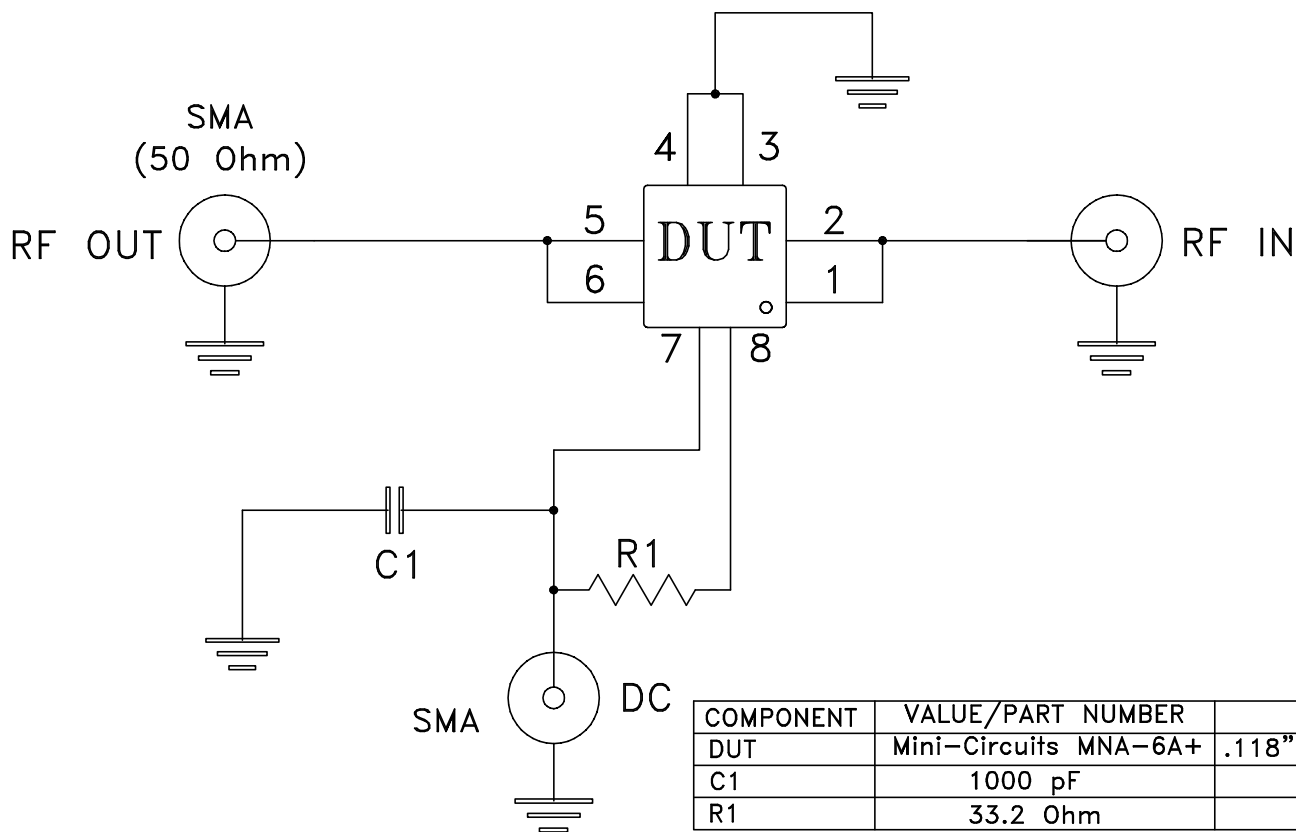 SMA
(50 Ohm)
4 3
RF OUT
5
6
DUT
2
1
RF IN
7 8
C1
R1
SMA
DC
COMPONENT VALUE/PART NUMBER
DUT Mini-Circuits MNA-6A+ .118"
C1 1000 pF
R1 33.2 Ohm